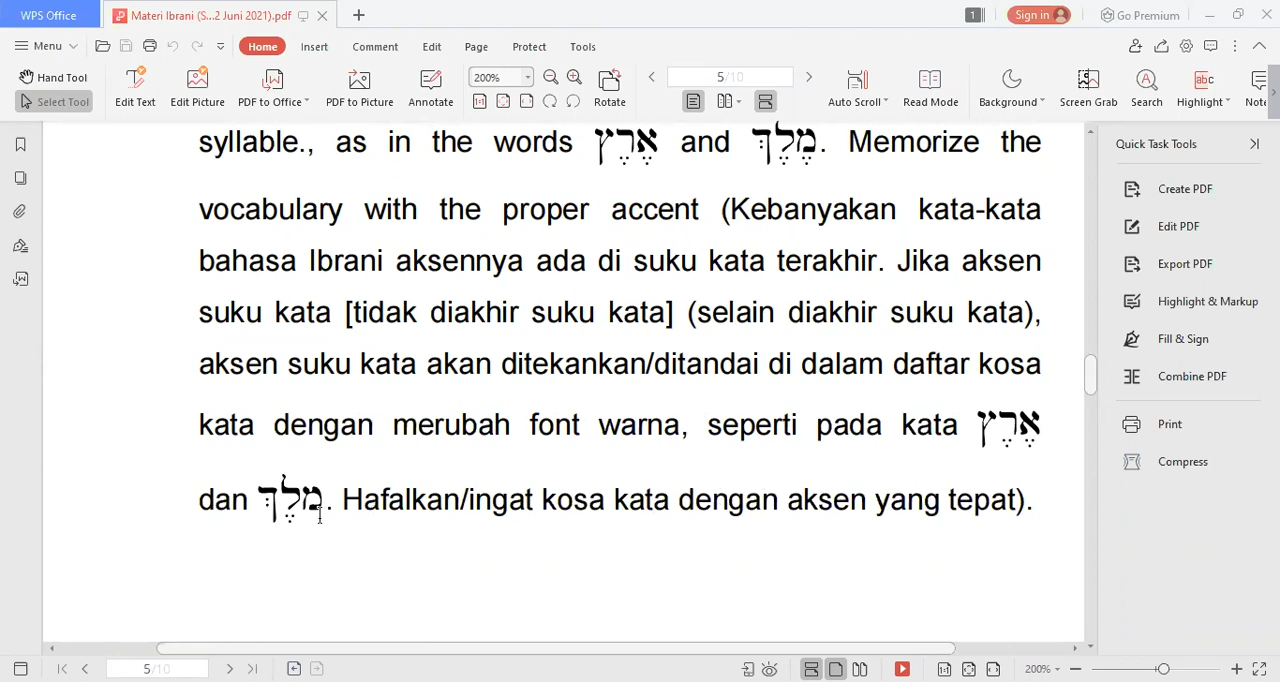 WPS Office
Materi Ibrani (S...2 Juni 2021).pdf
1
Sign in
Go Premium
Menu
Home
Insert
Comment
Edit
Page
Protect
Tools
Hand Tool
Select Tool
Edit Text
Edit Picture
PDF to Office
PDF to Picture
Annotate
200%
Rotate
5/10
Auto Scroll
Read Mode
Background
Screen Grab
Search
Highlight
Note
syllable., as in the words אֶרֶץ and מֶלֶךְ. Memorize the
vocabulary with the proper accent (Kebanyakan kata-kata
bahasa Ibrani aksennya ada di suku kata terakhir. Jika aksen
suku kata [tidak diakhir suku kata] (selain diakhir suku kata),
aksen suku kata akan ditekankan/ditandai di dalam daftar kosa
kata dengan merubah font warna, seperti pada kata אֶרֶץ
dan מֶלֶךְ. Hafalkan/ingat kosa kata dengan aksen yang tepat).
Quick Task Tools
Create PDF
Edit PDF
Export PDF
Highlight & Markup
Fill & Sign
Combine PDF
Print
Compress
5/10
200%